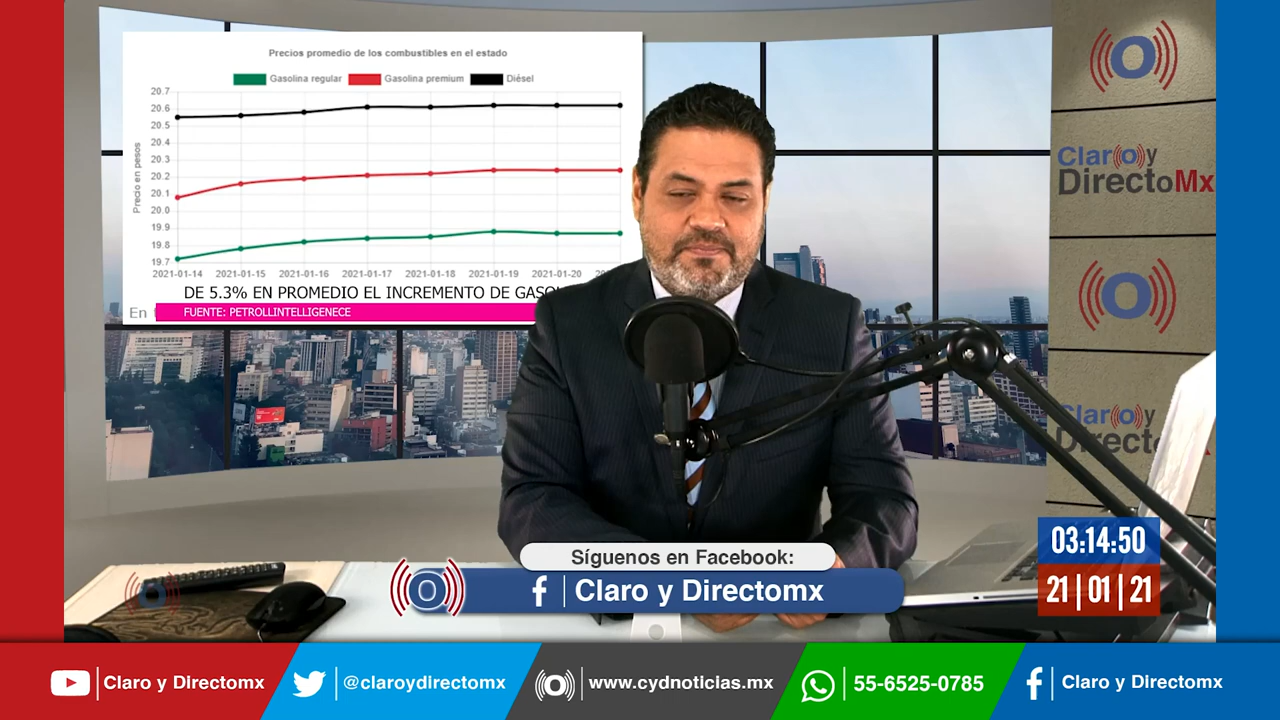 Precios promedio de los combustibles en el estado
Gasolina regular
Gasolina premium
Diésel
Precio en pesos
20.7
20.6
20.5
20.4
20.3
20.2
20.1
20.0
19.9
19.8
19.7
2021-01-14 2021-01-15 2021-01-16 2021-01-17 2021-01-18 2021-01-19 2021-01-20
DE 5.3% EN PROMEDIO EL INCREMENTO DE
En
FUENTE: PETROLLINTELLIGENECE
Claro y
DirectoMx
Claro y
Síguenos en Facebook:
Claro y Directomx
03:14:50
21|01|21
Claro y Directomx
@claroydirectomx
www.cydnoticias.mx
55-6525-0785
Claro y Directomx